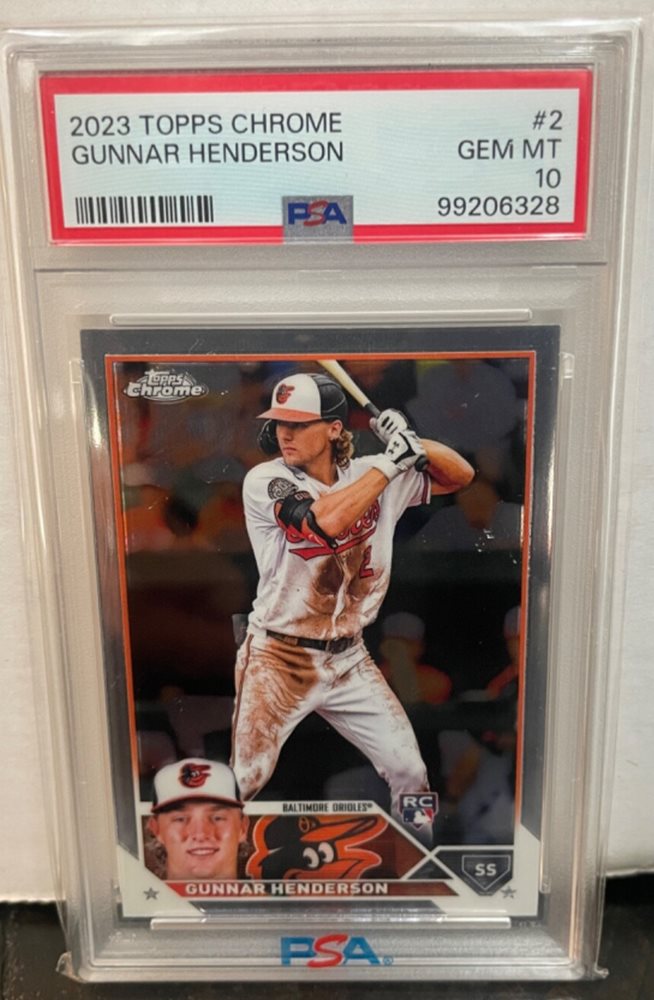 2023 TOPPS CHROME #2
GUNNAR HENDERSON GEM MT
10
PSA 99206328
Topps
Chrome
2
BALTIMORE ORIOLES®
RC
SS
GUNNAR HENDERSON
PSA®